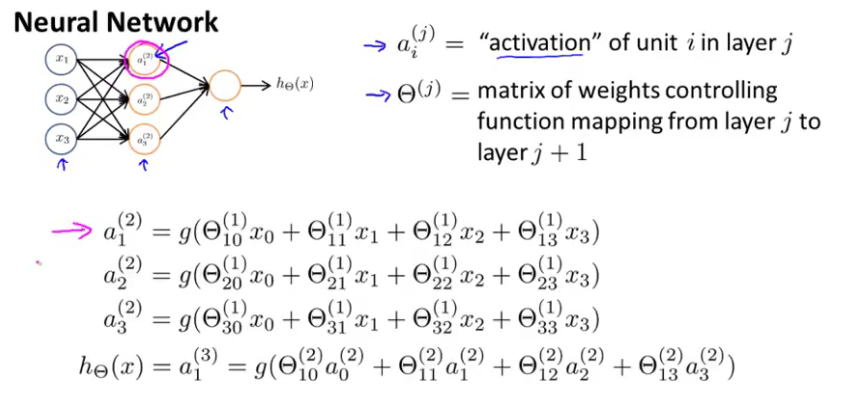 Neural Network
x₁
x₂
x₃
a₁⁽²⁾
a₂⁽²⁾
a₃⁽²⁾
h_Θ(x)
→ aᵢ⁽ʲ⁾ = “activation” of unit i in layer j
→ Θ⁽ʲ⁾ = matrix of weights controlling
function mapping from layer j to
layer j + 1
→ a₁⁽²⁾ = g(Θ₁₀⁽¹⁾x₀ + Θ₁₁⁽¹⁾x₁ + Θ₁₂⁽¹⁾x₂ + Θ₁₃⁽¹⁾x₃)
a₂⁽²⁾ = g(Θ₂₀⁽¹⁾x₀ + Θ₂₁⁽¹⁾x₁ + Θ₂₂⁽¹⁾x₂ + Θ₂₃⁽¹⁾x₃)
a₃⁽²⁾ = g(Θ₃₀⁽¹⁾x₀ + Θ₃₁⁽¹⁾x₁ + Θ₃₂⁽¹⁾x₂ + Θ₃₃⁽¹⁾x₃)
h_Θ(x) = a₁⁽³⁾ = g(Θ₁₀⁽²⁾a₀⁽²⁾ + Θ₁₁⁽²⁾a₁⁽²⁾ + Θ₁₂⁽²⁾a₂⁽²⁾ + Θ₁₃⁽²⁾a₃⁽²⁾)